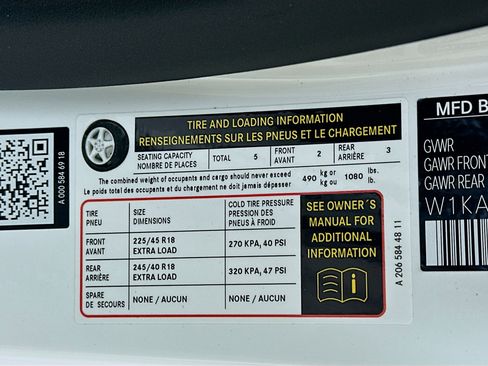 A 000 584 69 18
TIRE AND LOADING INFORMATION
RENSEIGNEMENTS SUR LES PNEUS ET LE CHARGEMENT
SEATING CAPACITY
NOMBRE DE PLACES
TOTAL 5
FRONT
AVANT 2
REAR
ARRIÈRE 3
The combined weight of occupants and cargo should never exceed
Le poids total des occupants et du chargement ne doit jamais dépasser
490 kg or
kg ou
1080 lbs.
lb.
TIRE
PNEU
SIZE
DIMENSIONS
COLD TIRE PRESSURE
PRESSION DES
PNEUS À FROID
FRONT
AVANT
225/45 R18
EXTRA LOAD
270 KPA, 40 PSI
REAR
ARRIÈRE
245/40 R18
EXTRA LOAD
320 KPA, 47 PSI
SPARE
DE SECOURS
NONE / AUCUN
NONE / AUCUN
SEE OWNER´S
MANUAL FOR
ADDITIONAL
INFORMATION
A 206 584 48 11
MFD B
GVWR
GAWR FRONT
GAWR REAR
W1KA